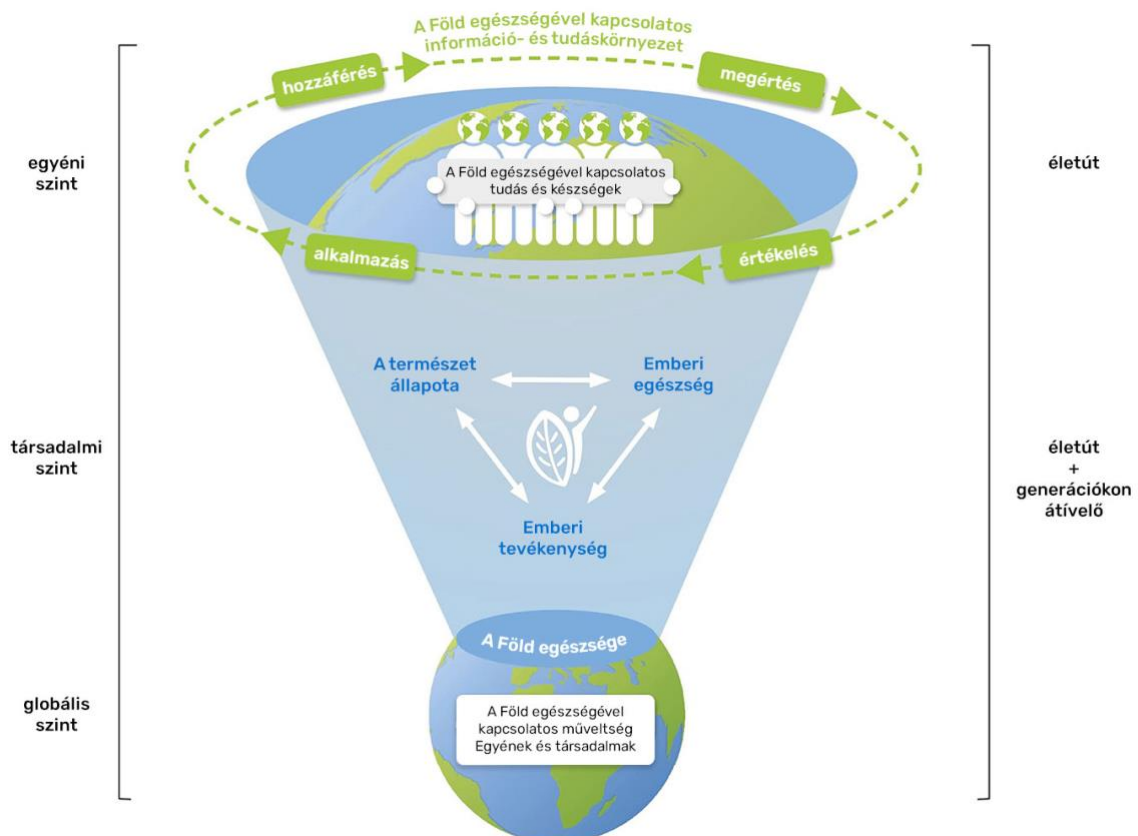 A Föld egészségével kapcsolatos
információ- és tudáskörnyezet
hozzáférés
megértés
egyéni
szint
A Föld egészségével kapcsolatos
tudás és készségek
életút
alkalmazás
értékelés
A természet
állapota
Emberi
egészség
társadalmi
szint
életút
+
generációkon
átívelő
Emberi
tevékenység
A Föld egészsége
globális
szint
A Föld egészségével
kapcsolatos műveltség
Egyének és társadalmak